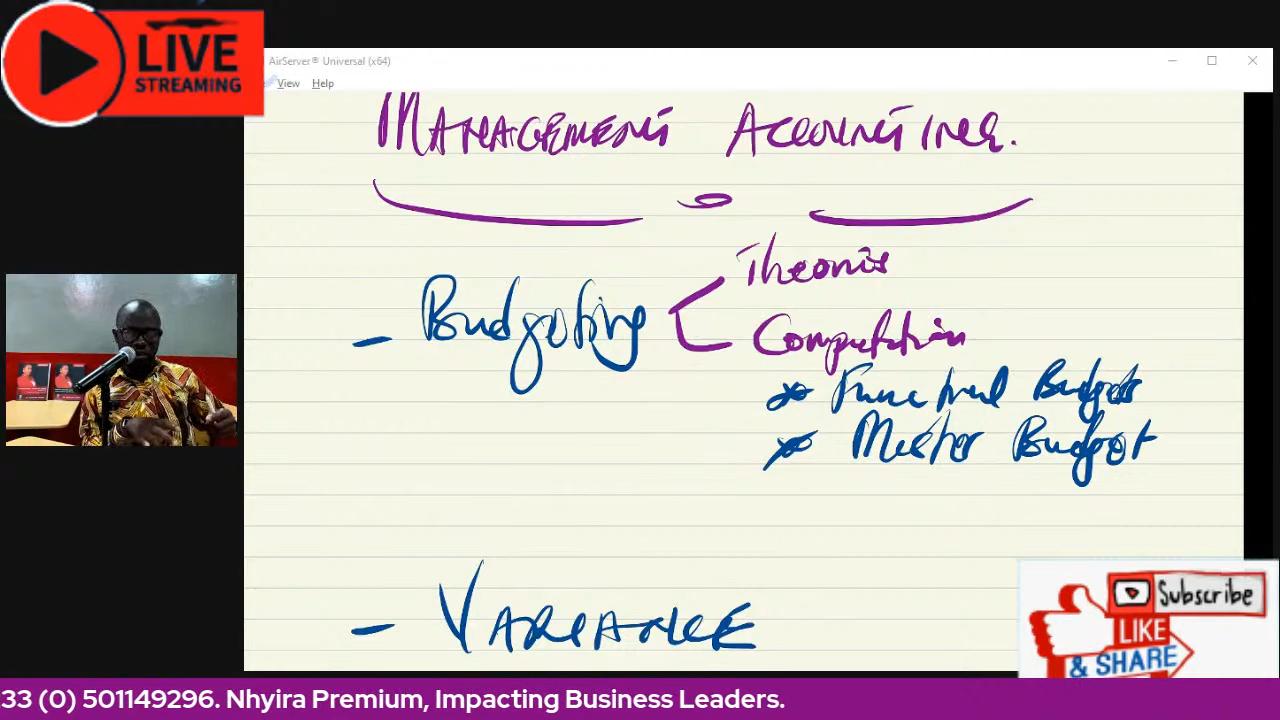 LIVE
STREAMING
AirServer® Universal (x64)
View Help
MANAGEMENT ACCOUNTING.
- Budgeting
Theories
Computation
* Functional Budgets
* Master Budget
- VARIANCE
Subscribe
LIKE
& SHARE
33 (0) 501149296. Nhyira Premium, Impacting Business Leaders.